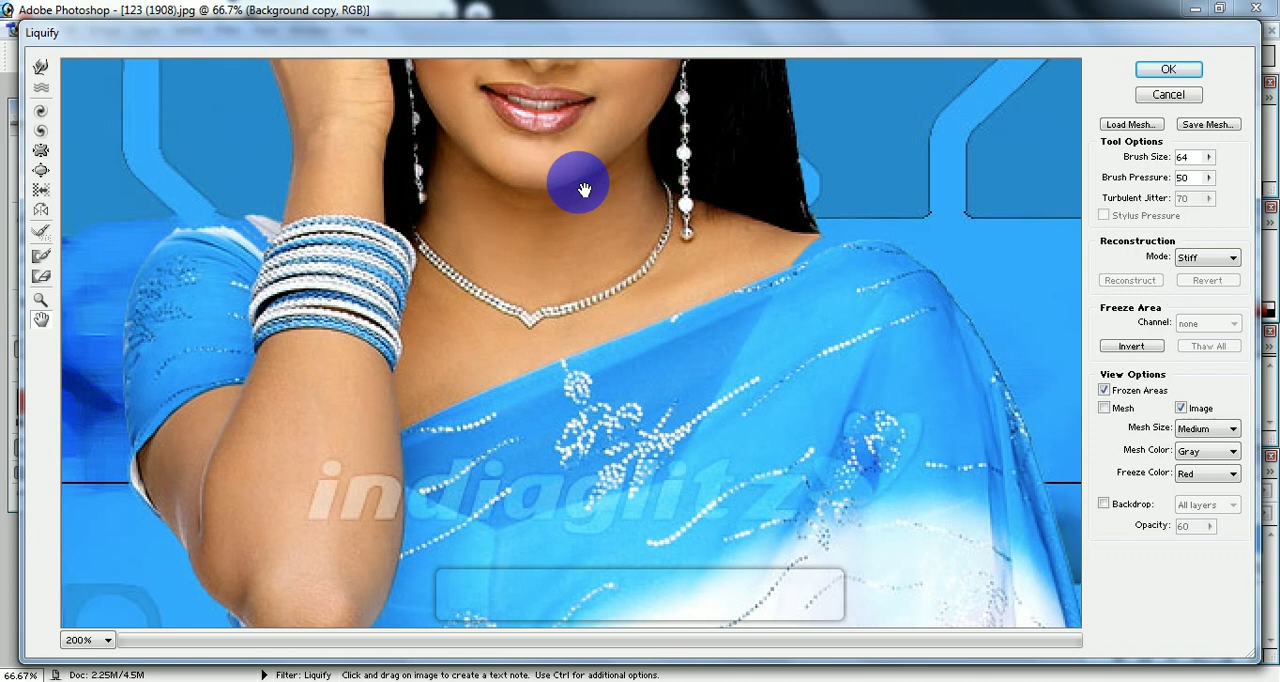 Adobe Photoshop - [123 (1908).jpg @ 66.7% (Background copy, RGB)]
Liquify
OK
Cancel
Load Mesh... Save Mesh...
Tool Options
Brush Size: 64
Brush Pressure: 50
Turbulent Jitter: 70
Stylus Pressure
Reconstruction
Mode: Stiff
Reconstruct Revert
Freeze Area
Channel: none
Invert Thaw All
View Options
Frozen Areas
Mesh Image
Mesh Size: Medium
Mesh Color: Gray
Freeze Color: Red
Backdrop: All layers
Opacity: 60
indiaglitz
200%
66.67% Doc: 2.25M/4.5M Filter: Liquify Click and drag on image to create a text note. Use Ctrl for additional options.